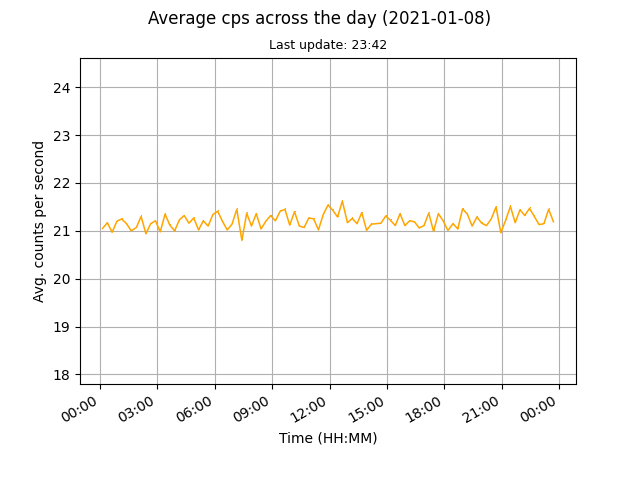 Average cps across the day (2021-01-08)
Last update: 23:42
24
23
22
21
20
19
18
Avg. counts per second
00:00 03:00 06:00 09:00 12:00 15:00 18:00 21:00 00:00
Time (HH:MM)